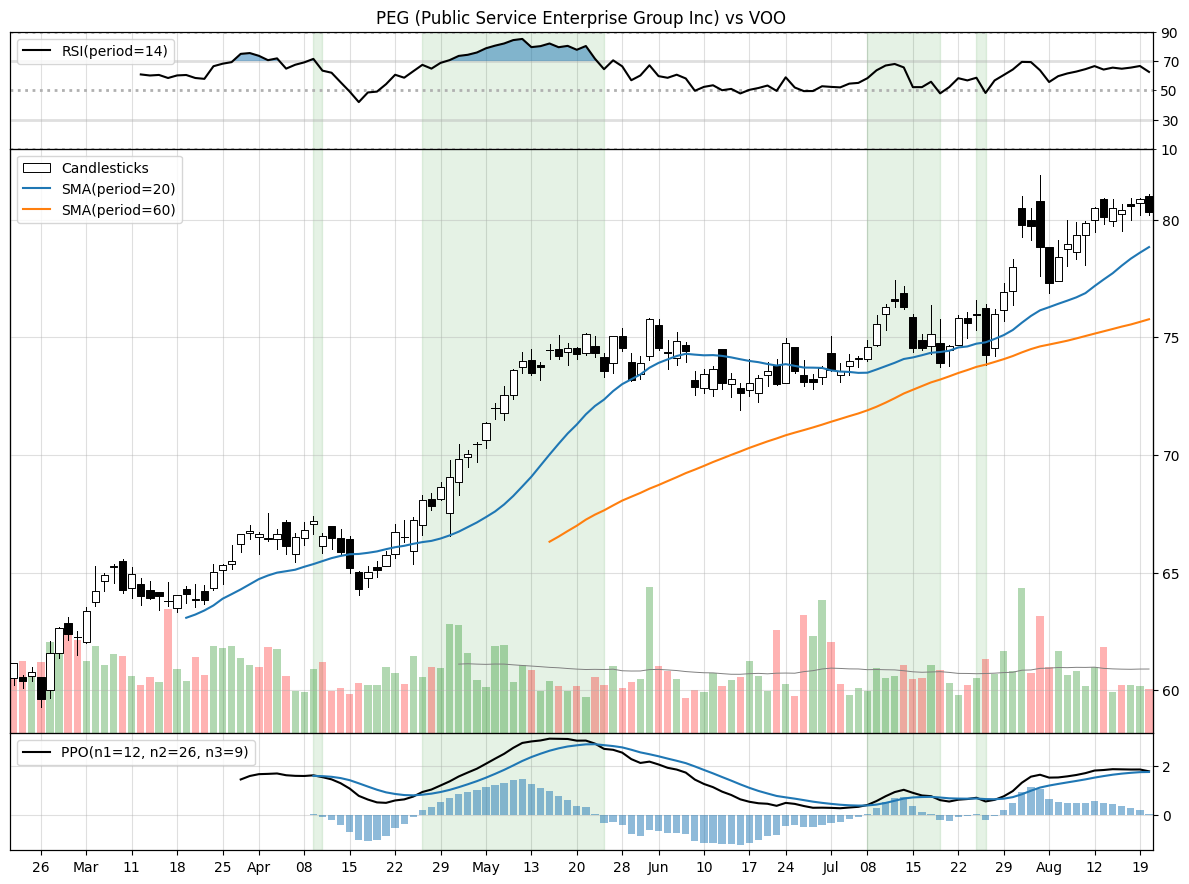 PEG (Public Service Enterprise Group Inc) vs VOO
RSI(period=14)
90
70
50
30
10
Candlesticks
SMA(period=20)
SMA(period=60)
80
75
70
65
60
PPO(n1=12, n2=26, n3=9)
2
0
26 Mar 11 18 25 Apr 08 15 22 29 May 13 20 28 Jun 10 17 24 Jul 08 15 22 29 Aug 12 19